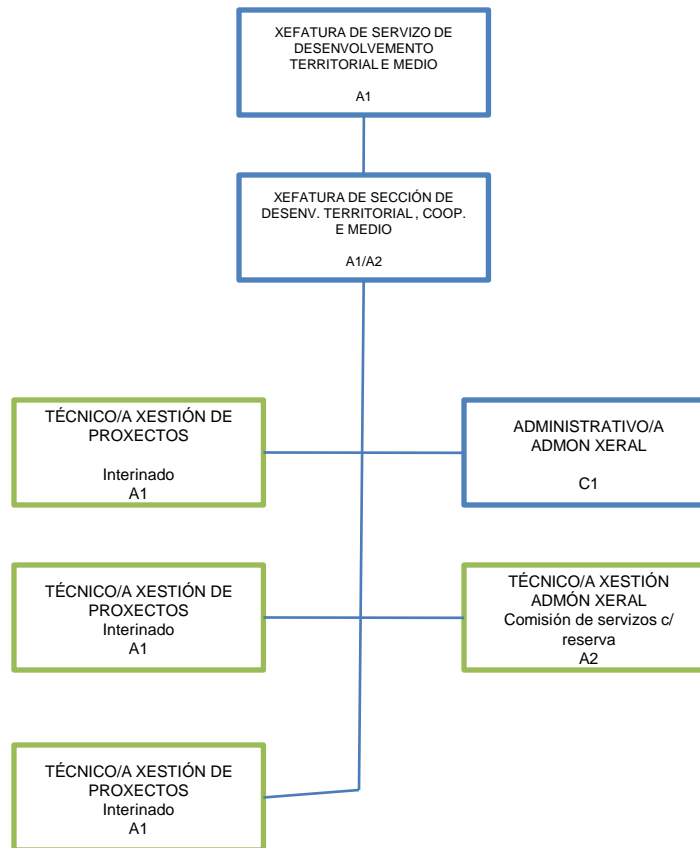 XEFATURA DE SERVIZO DE
DESENVOLVEMENTO
TERRITORIAL E MEDIO
A1
XEFATURA DE SECCIÓN DE
DESENV. TERRITORIAL , COOP.
E MEDIO
A1/A2
TÉCNICO/A XESTIÓN DE
PROXECTOS
Interinado
A1
ADMINISTRATIVO/A
ADMON XERAL
C1
TÉCNICO/A XESTIÓN DE
PROXECTOS
Interinado
A1
TÉCNICO/A XESTIÓN
ADMÓN XERAL
Comisión de servizos c/
reserva
A2
TÉCNICO/A XESTIÓN DE
PROXECTOS
Interinado
A1